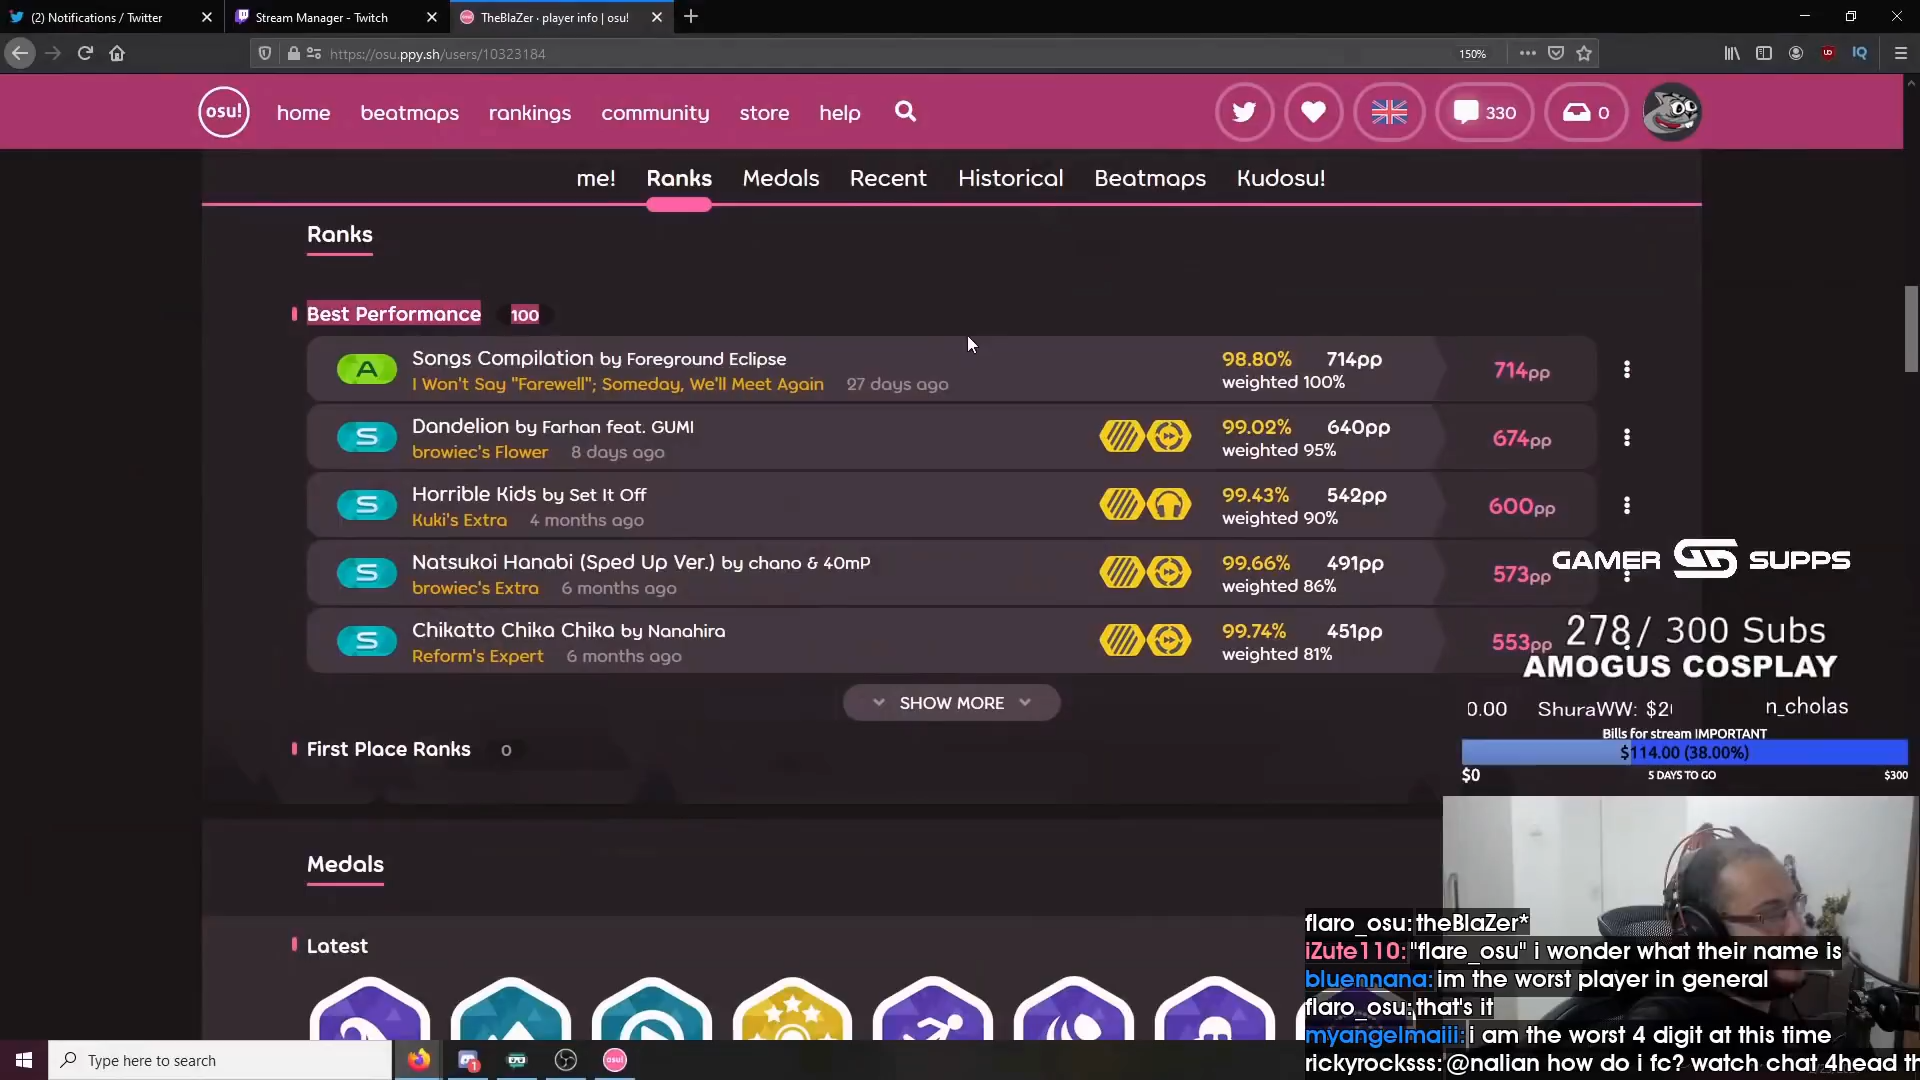 (2) Notifications / Twitter
Stream Manager - Twitch
TheBlaZer · player info | osu!
https://osu.ppy.sh/users/10323184
150%
osu!
home
beatmaps
rankings
community
store
help
330
0
me!
Ranks
Medals
Recent
Historical
Beatmaps
Kudosu!
Ranks
Best Performance 100
A
Songs Compilation by Foreground Eclipse
I Won't Say "Farewell"; Someday, We'll Meet Again 27 days ago
98.80% 714pp
weighted 100%
714pp
S
Dandelion by Farhan feat. GUMI
browiec's Flower 8 days ago
99.02% 640pp
weighted 95%
674pp
S
Horrible Kids by Set It Off
Kuki's Extra 4 months ago
99.43% 542pp
weighted 90%
600pp
S
Natsukoi Hanabi (Sped Up Ver.) by chano & 40mP
browiec's Extra 6 months ago
99.66% 491pp
weighted 86%
573pp
GAMER SUPPS
S
Chikatto Chika Chika by Nanahira
Reform's Expert 6 months ago
99.74% 451pp
weighted 81%
553pp
278/ 300 Subs
AMOGUS COSPLAY
SHOW MORE
0.00 ShuraWW: $2 n_cholas
Bills for stream IMPORTANT
$114.00 (38.00%)
$0 5 DAYS TO GO $300
First Place Ranks 0
Medals
Latest
flaro_osu: theBlaZer*
iZute110: "flare_osu" i wonder what their name is
bluennana: im the worst player in general
flaro_osu: that's it
myangelmaiii: i am the worst 4 digit at this time
rickyrocksss: @nalian how do i fc? watch chat 4head th
Type here to search
1
osu!